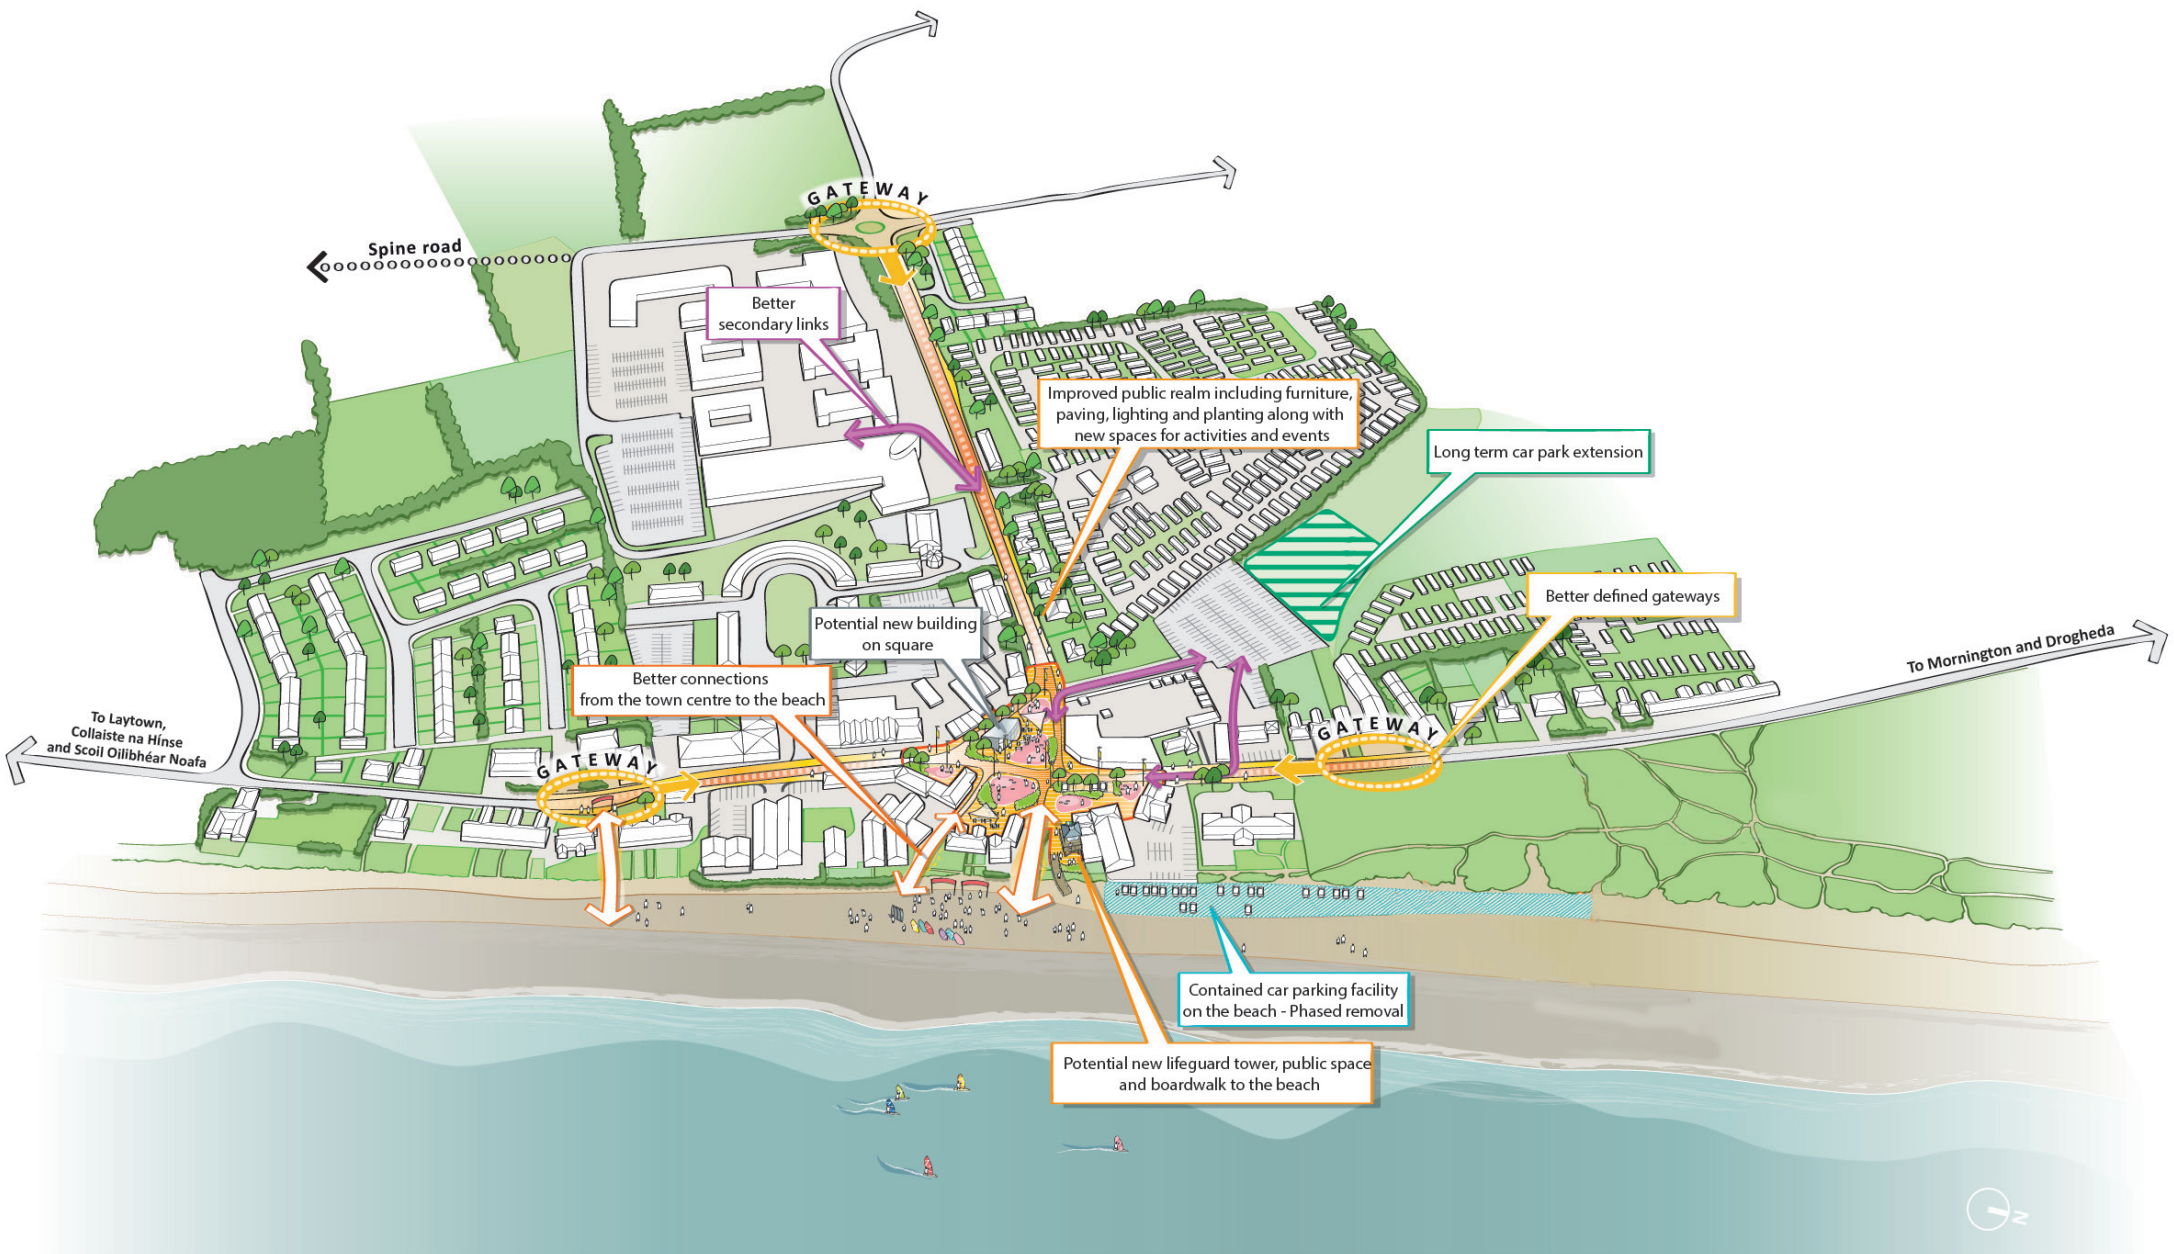 GATEWAY
Spine road
Better
secondary links
Improved public realm including furniture,
paving, lighting and planting along with
new spaces for activities and events
Long term car park extension
Better defined gateways
Potential new building
on square
To Mornington and Drogheda
Better connections
from the town centre to the beach
To Laytown,
Collaiste na Hínse
and Scoil Oilibhéar Noafa
GATEWAY
GATEWAY
Contained car parking facility
on the beach - Phased removal
Potential new lifeguard tower, public space
and boardwalk to the beach
N